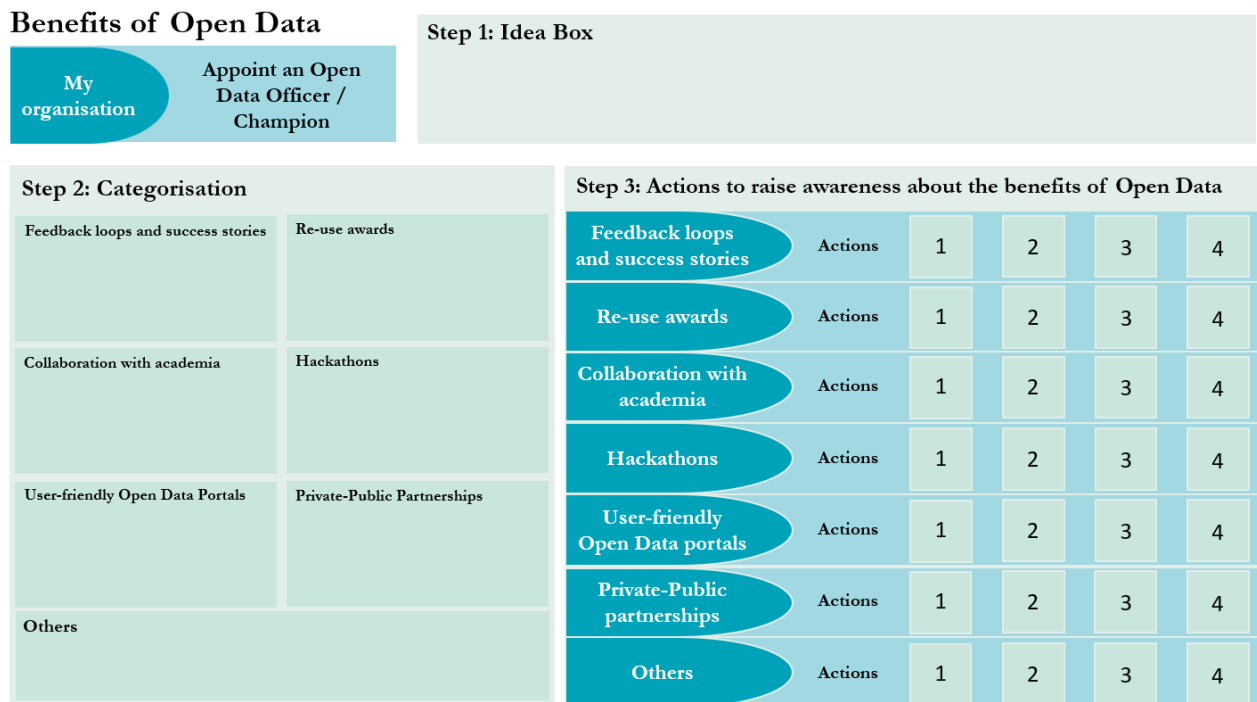 Benefits of Open Data
My
organisation
Appoint an Open
Data Officer /
Champion
Step 1: Idea Box
Step 2: Categorisation
Feedback loops and success stories
Re-use awards
Collaboration with academia
Hackathons
User-friendly Open Data Portals
Private-Public Partnerships
Others
Step 3: Actions to raise awareness about the benefits of Open Data
Feedback loops
and success stories
Actions 1 2 3 4
Re-use awards
Actions 1 2 3 4
Collaboration with
academia
Actions 1 2 3 4
Hackathons
Actions 1 2 3 4
User-friendly
Open Data portals
Actions 1 2 3 4
Private-Public
partnerships
Actions 1 2 3 4
Others
Actions 1 2 3 4